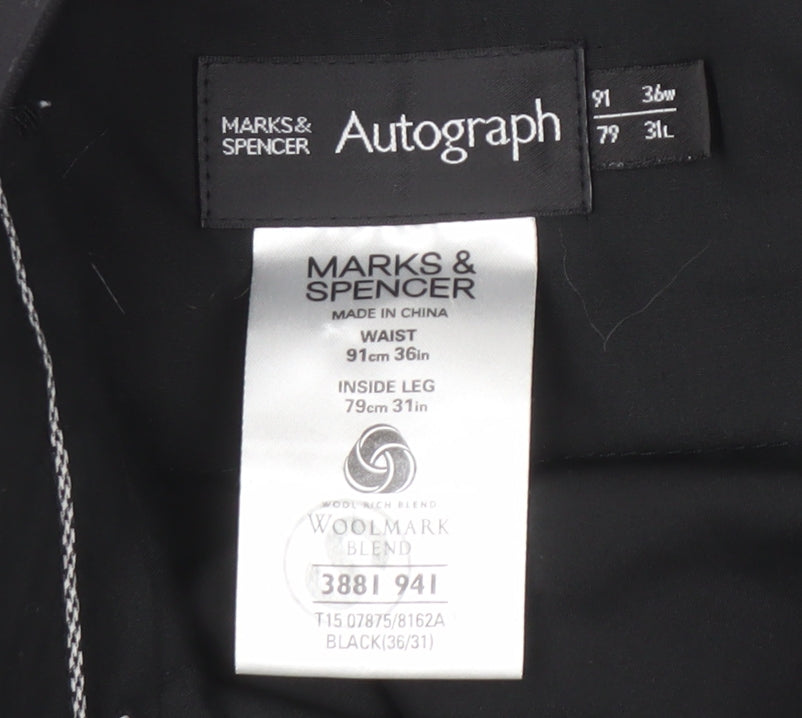 MARKS &
SPENCER
Autograph
91 36w
79 31L
MARKS &
SPENCER
MADE IN CHINA
WAIST
91cm 36in
INSIDE LEG
79cm 31in
WOOL RICH BLEND
WOOLMARK
BLEND
3881 941
T15 07875/8162A
BLACK(36/31)